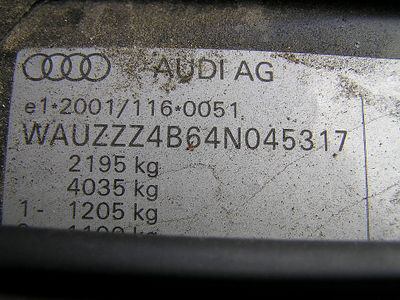 AUDI AG
e1*2001/116*0051
WAUZZZ4B64N045317
2195 kg
4035 kg
1- 1205 kg